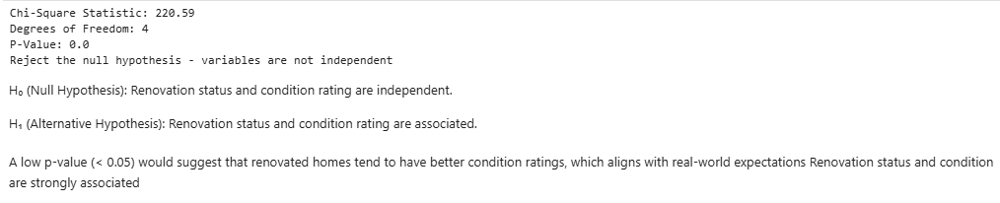 Chi-Square Statistic: 220.59
Degrees of Freedom: 4
P-Value: 0.0
Reject the null hypothesis - variables are not independent
H₀ (Null Hypothesis): Renovation status and condition rating are independent.
H₁ (Alternative Hypothesis): Renovation status and condition rating are associated.
A low p-value (< 0.05) would suggest that renovated homes tend to have better condition ratings, which aligns with real-world expectations Renovation status and condition
are strongly associated